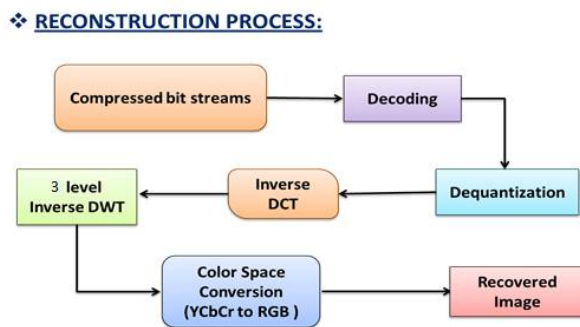 ❖ RECONSTRUCTION PROCESS:
Compressed bit streams
Decoding
Dequantization
Inverse
DCT
3 level
Inverse DWT
Color Space
Conversion
(YCbCr to RGB )
Recovered
Image